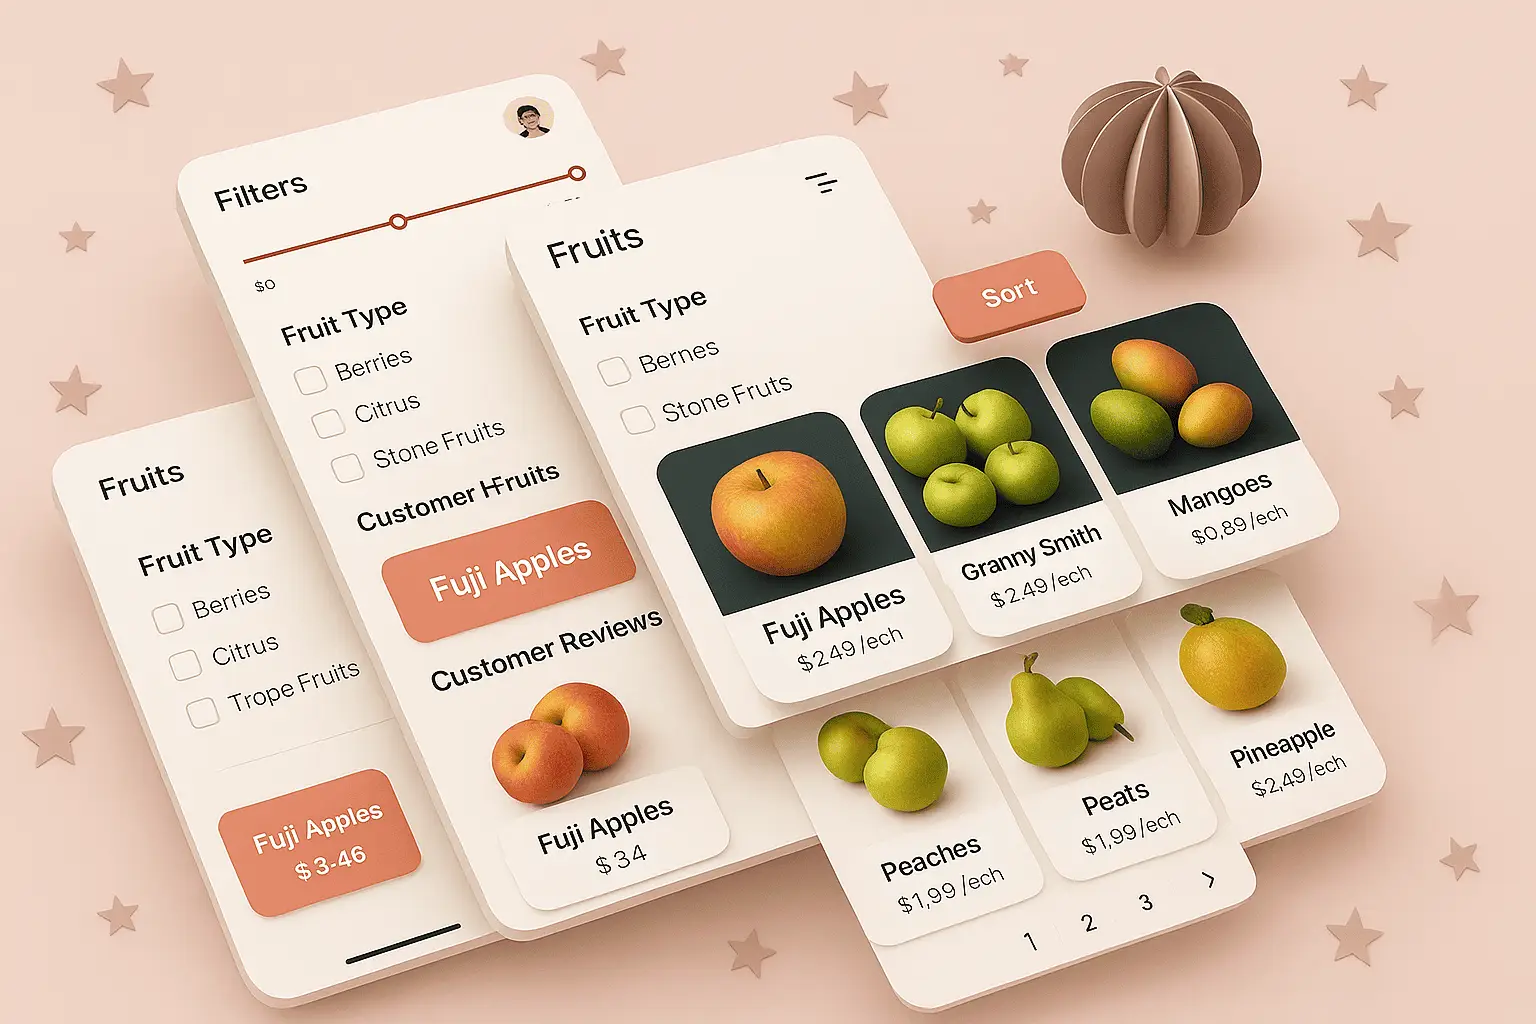 Filters
$0
Fruit Type
Berries
Citrus
Stone Fruits
Customer HFruits
Fuji Apples
Customer Reviews
Fuji Apples
$34
Fruits
Fruit Type
Berries
Citrus
Trope Fruits
Fuji Apples
$3-46
Fruits
Fruit Type
Bernes
Stone Fruts
Sort
Fuji Apples
$249/ech
Granny Smith
$2.49/ech
Mangoes
$0,89/ech
Peaches
$1,99/ech
Peats
$1,99/ech
Pineapple
$2,49/ech
1 2 3 >